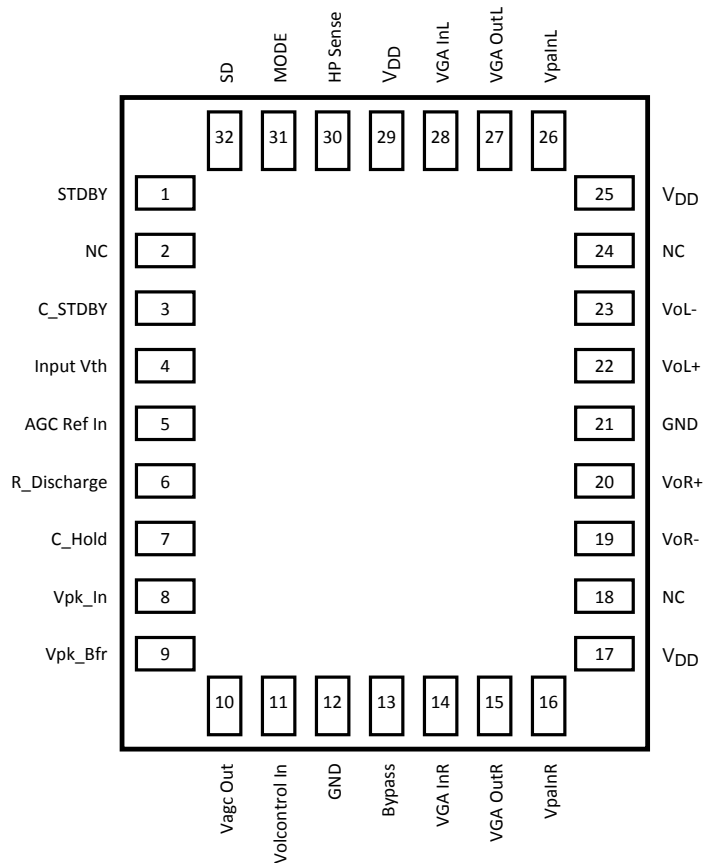 SD
MODE
HP Sense
VDD
VGA InL
VGA OutL
VpaInL
32
31
30
29
28
27
26
STDBY 1
25 VDD
NC 2
24 NC
C_STDBY 3
23 VoL-
Input Vth 4
22 VoL+
AGC Ref In 5
21 GND
R_Discharge 6
20 VoR+
C_Hold 7
19 VoR-
Vpk_In 8
18 NC
Vpk_Bfr 9
17 VDD
10
11
12
13
14
15
16
Vagc Out
Volcontrol In
GND
Bypass
VGA InR
VGA OutR
VpaInR